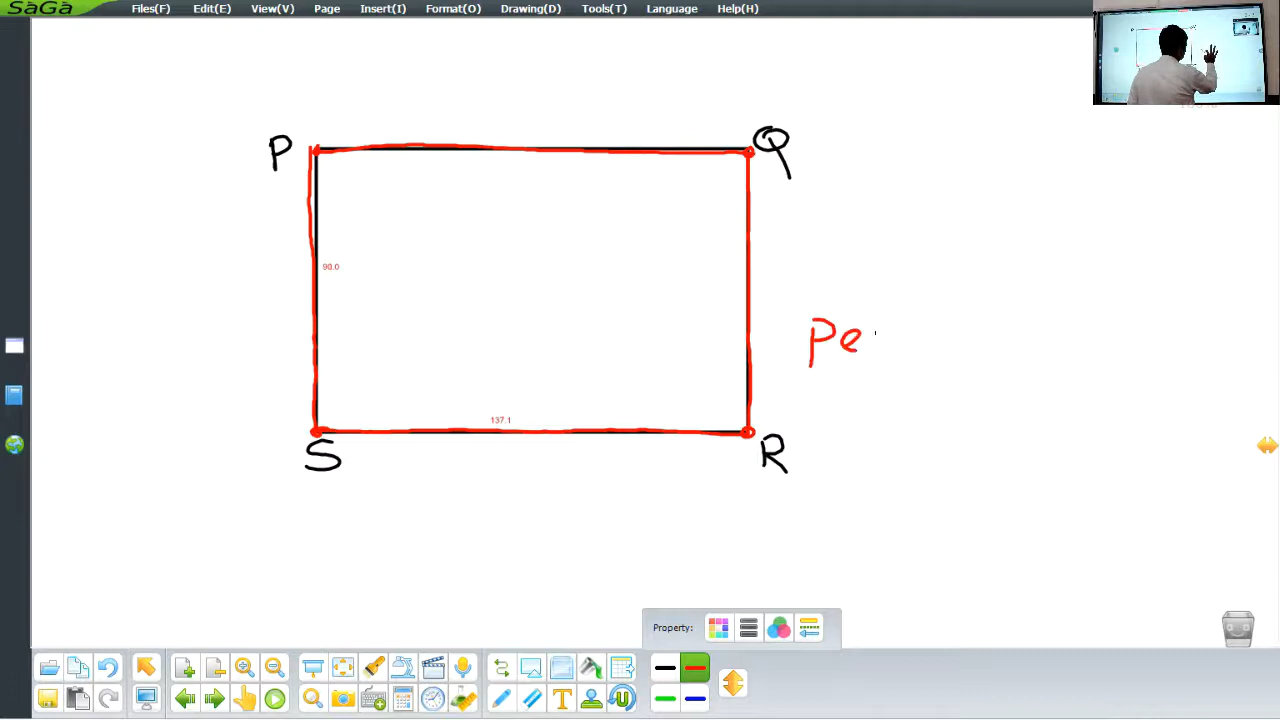 SaGa Files(F) Edit(E) View(V) Page Insert(I) Format(O) Drawing(D) Tools(T) Language Help(H)
P Q
90.0
Pe
137.1
S R
Property: